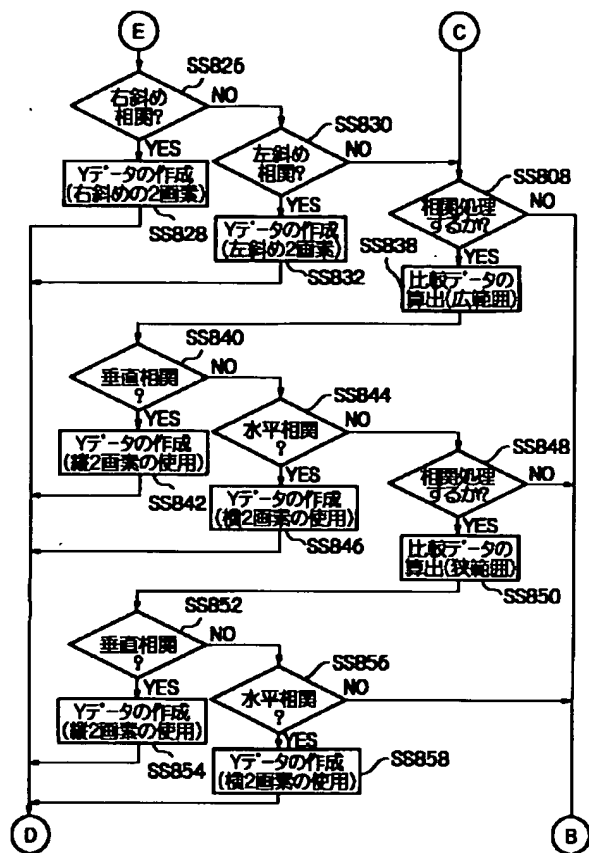 E
C
SS826
右斜め
相関?
NO
SS830
YES
左斜め
相関?
NO
Yデータの作成
(右斜めの2画素)
SS828
SS808
YES
相関処理
するか?
NO
Yデータの作成
(左斜め2画素)
SS832
SS838
YES
比較データの
算出(広範囲)
SS840
垂直相関
?
NO
SS844
YES
水平相関
?
NO
SS848
Yデータの作成
(縦2画素の使用)
SS842
相関処理
するか?
NO
YES
Yデータの作成
(横2画素の使用)
SS846
YES
比較データの
算出(狭範囲)
SS850
SS852
垂直相関
?
NO
SS856
YES
水平相関
?
NO
Yデータの作成
(縦2画素の使用)
SS854
YES
Yデータの作成
(横2画素の使用)
SS858
D
B